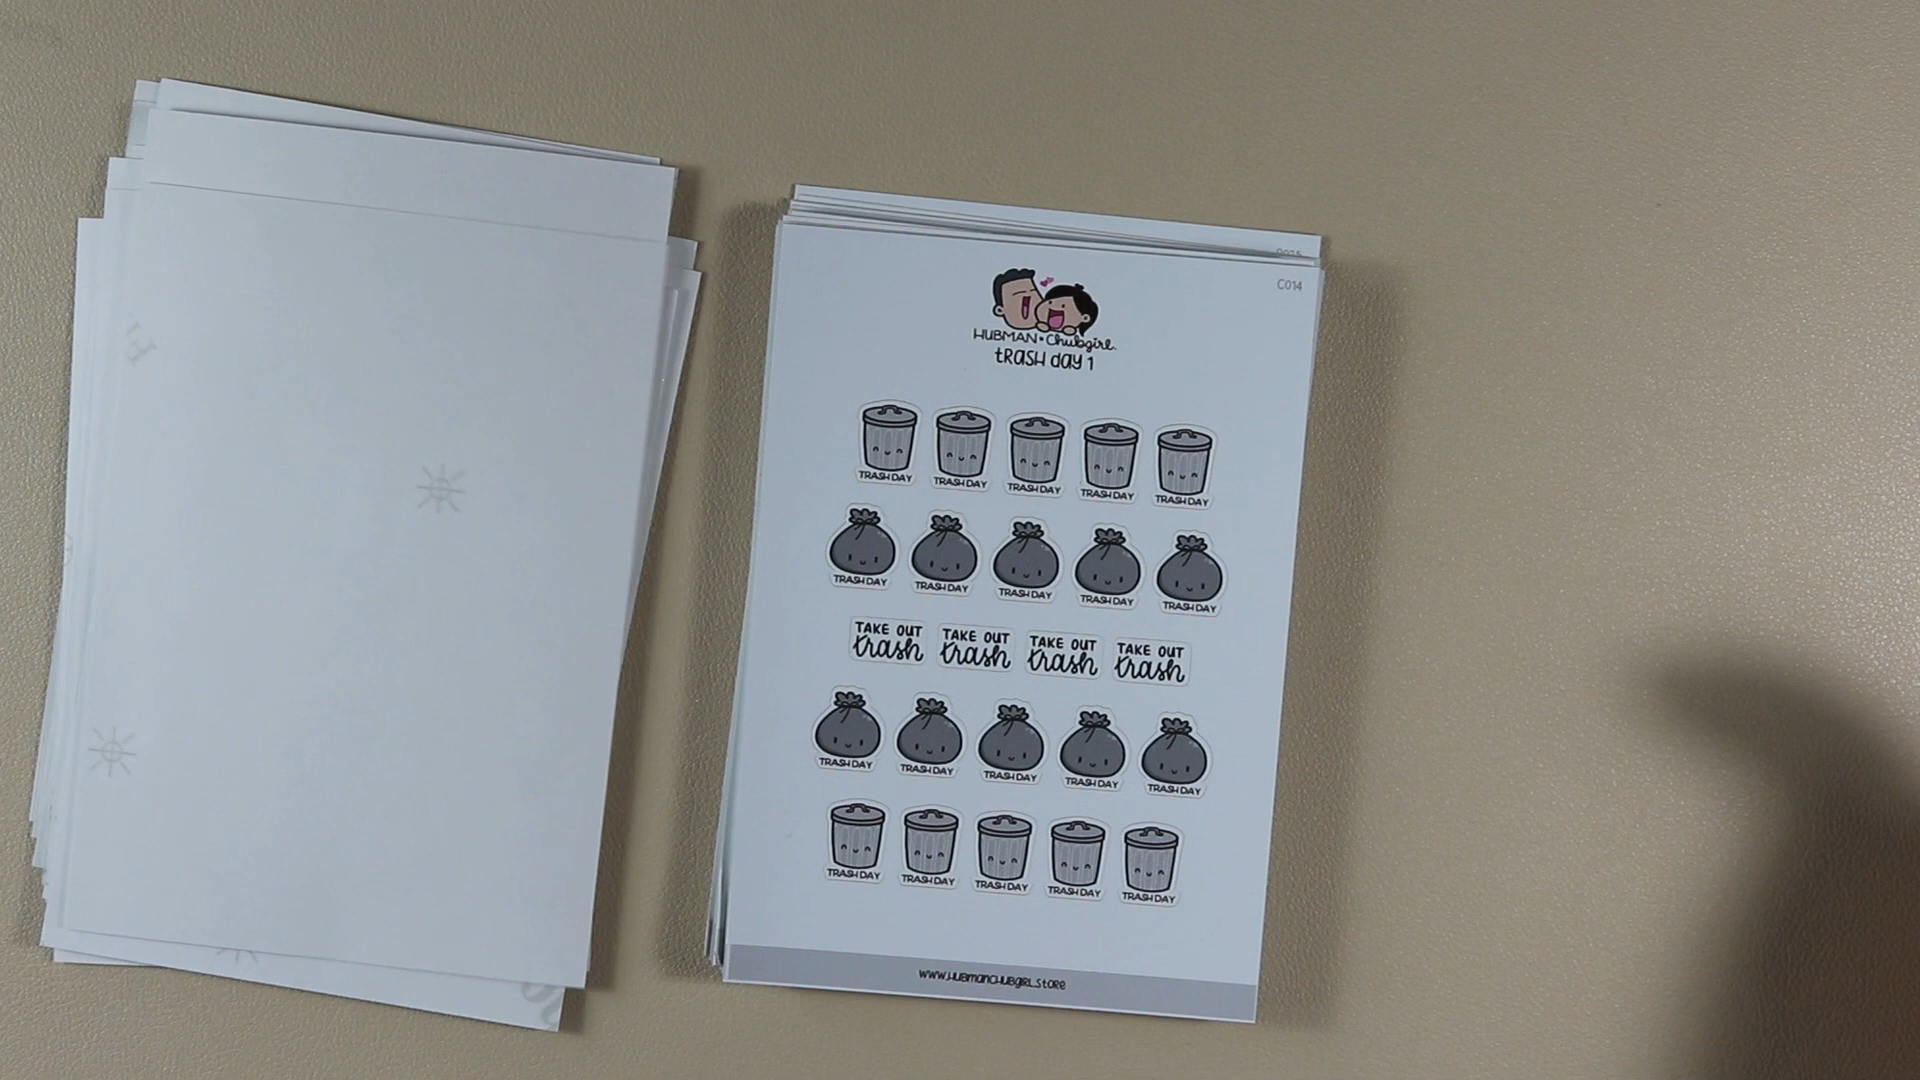 C014
HUBMAN • Chubgirl.
tRASH day 1
TRASH DAY TRASH DAY TRASH DAY TRASH DAY TRASH DAY
TRASH DAY TRASH DAY TRASH DAY TRASH DAY TRASH DAY
TAKE OUT TAKE OUT TAKE OUT TAKE OUT
trash trash trash trash
TRASH DAY TRASH DAY TRASH DAY TRASH DAY TRASH DAY
TRASH DAY TRASH DAY TRASH DAY TRASH DAY TRASH DAY
www.HubmanChubgirl.store